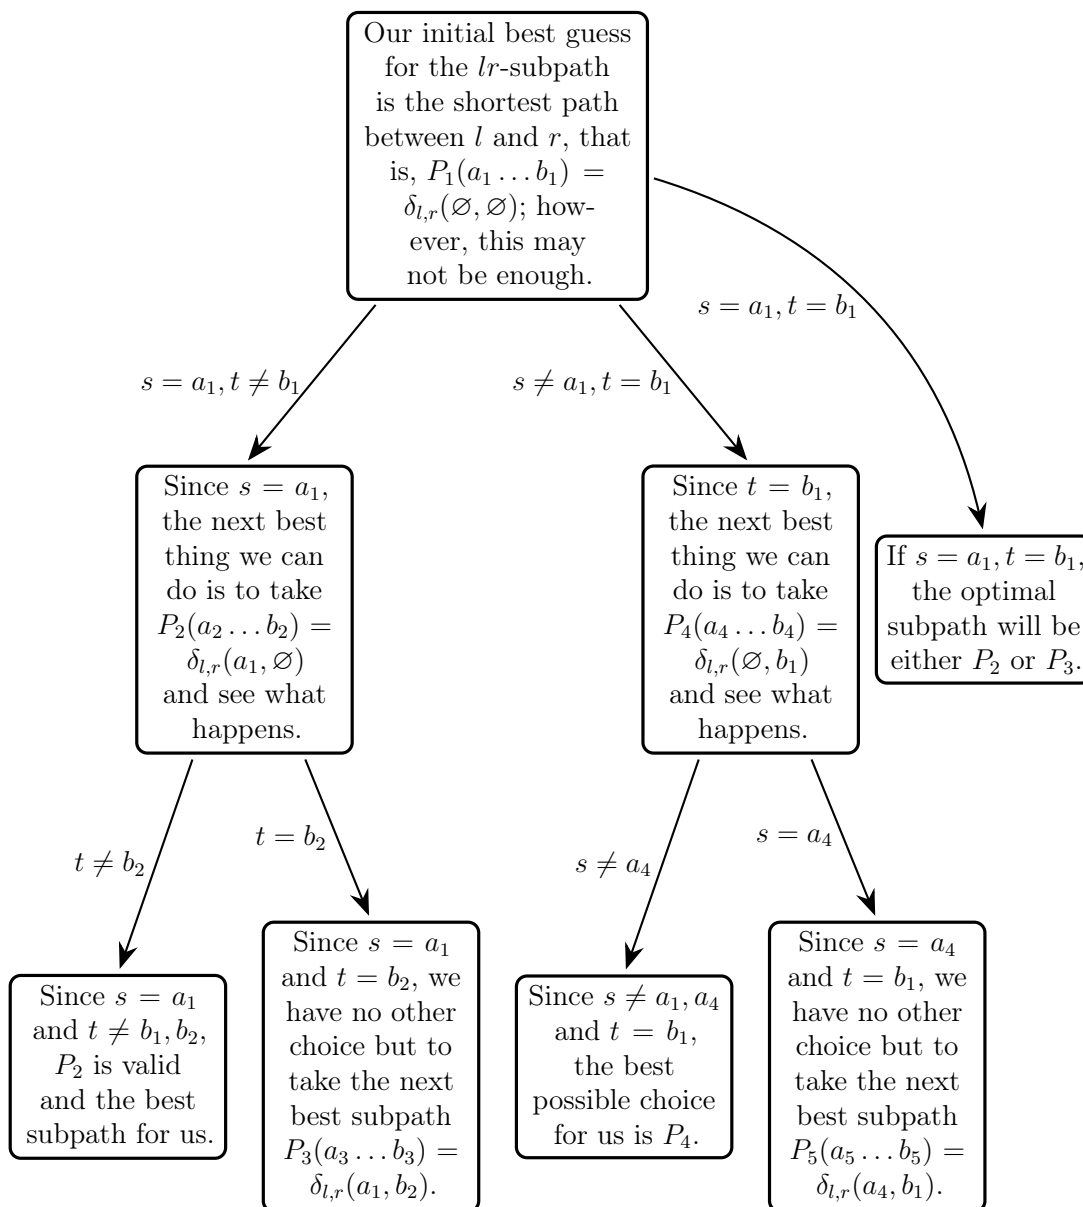 Our initial best guess
for the lr-subpath
is the shortest path
between l and r, that
is, P₁(a₁ … b₁) =
δ_{l,r}(∅, ∅); how-
ever, this may
not be enough.
s = a₁, t = b₁
s = a₁, t ≠ b₁
s ≠ a₁, t = b₁
Since s = a₁,
the next best
thing we can
do is to take
P₂(a₂ … b₂) =
δ_{l,r}(a₁, ∅)
and see what
happens.
Since t = b₁,
the next best
thing we can
do is to take
P₄(a₄ … b₄) =
δ_{l,r}(∅, b₁)
and see what
happens.
If s = a₁, t = b₁,
the optimal
subpath will be
either P₂ or P₃.
t ≠ b₂
t = b₂
s ≠ a₄
s = a₄
Since s = a₁
and t ≠ b₁, b₂,
P₂ is valid
and the best
subpath for us.
Since s = a₁
and t = b₂, we
have no other
choice but to
take the next
best subpath
P₃(a₃ … b₃) =
δ_{l,r}(a₁, b₂).
Since s ≠ a₁, a₄
and t = b₁,
the best
possible choice
for us is P₄.
Since s = a₄
and t = b₁, we
have no other
choice but to
take the next
best subpath
P₅(a₅ … b₅) =
δ_{l,r}(a₄, b₁).